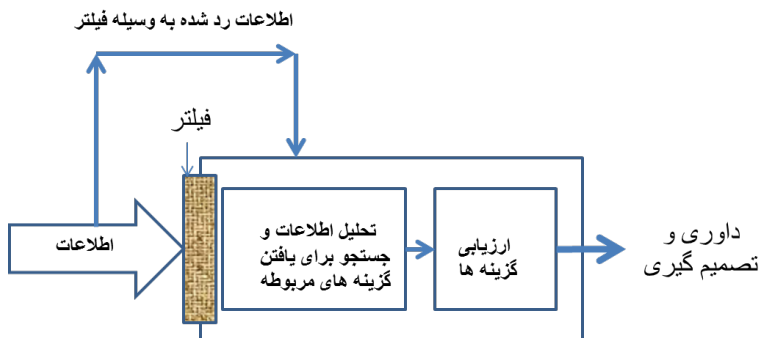 اطلاعات رد شده به وسیله فیلتر
فیلتر
اطلاعات
تحلیل اطلاعات و
جستجو برای یافتن
گزینه های مربوطه
ارزیابی
گزینه ها
داوری و
تصمیم گیری